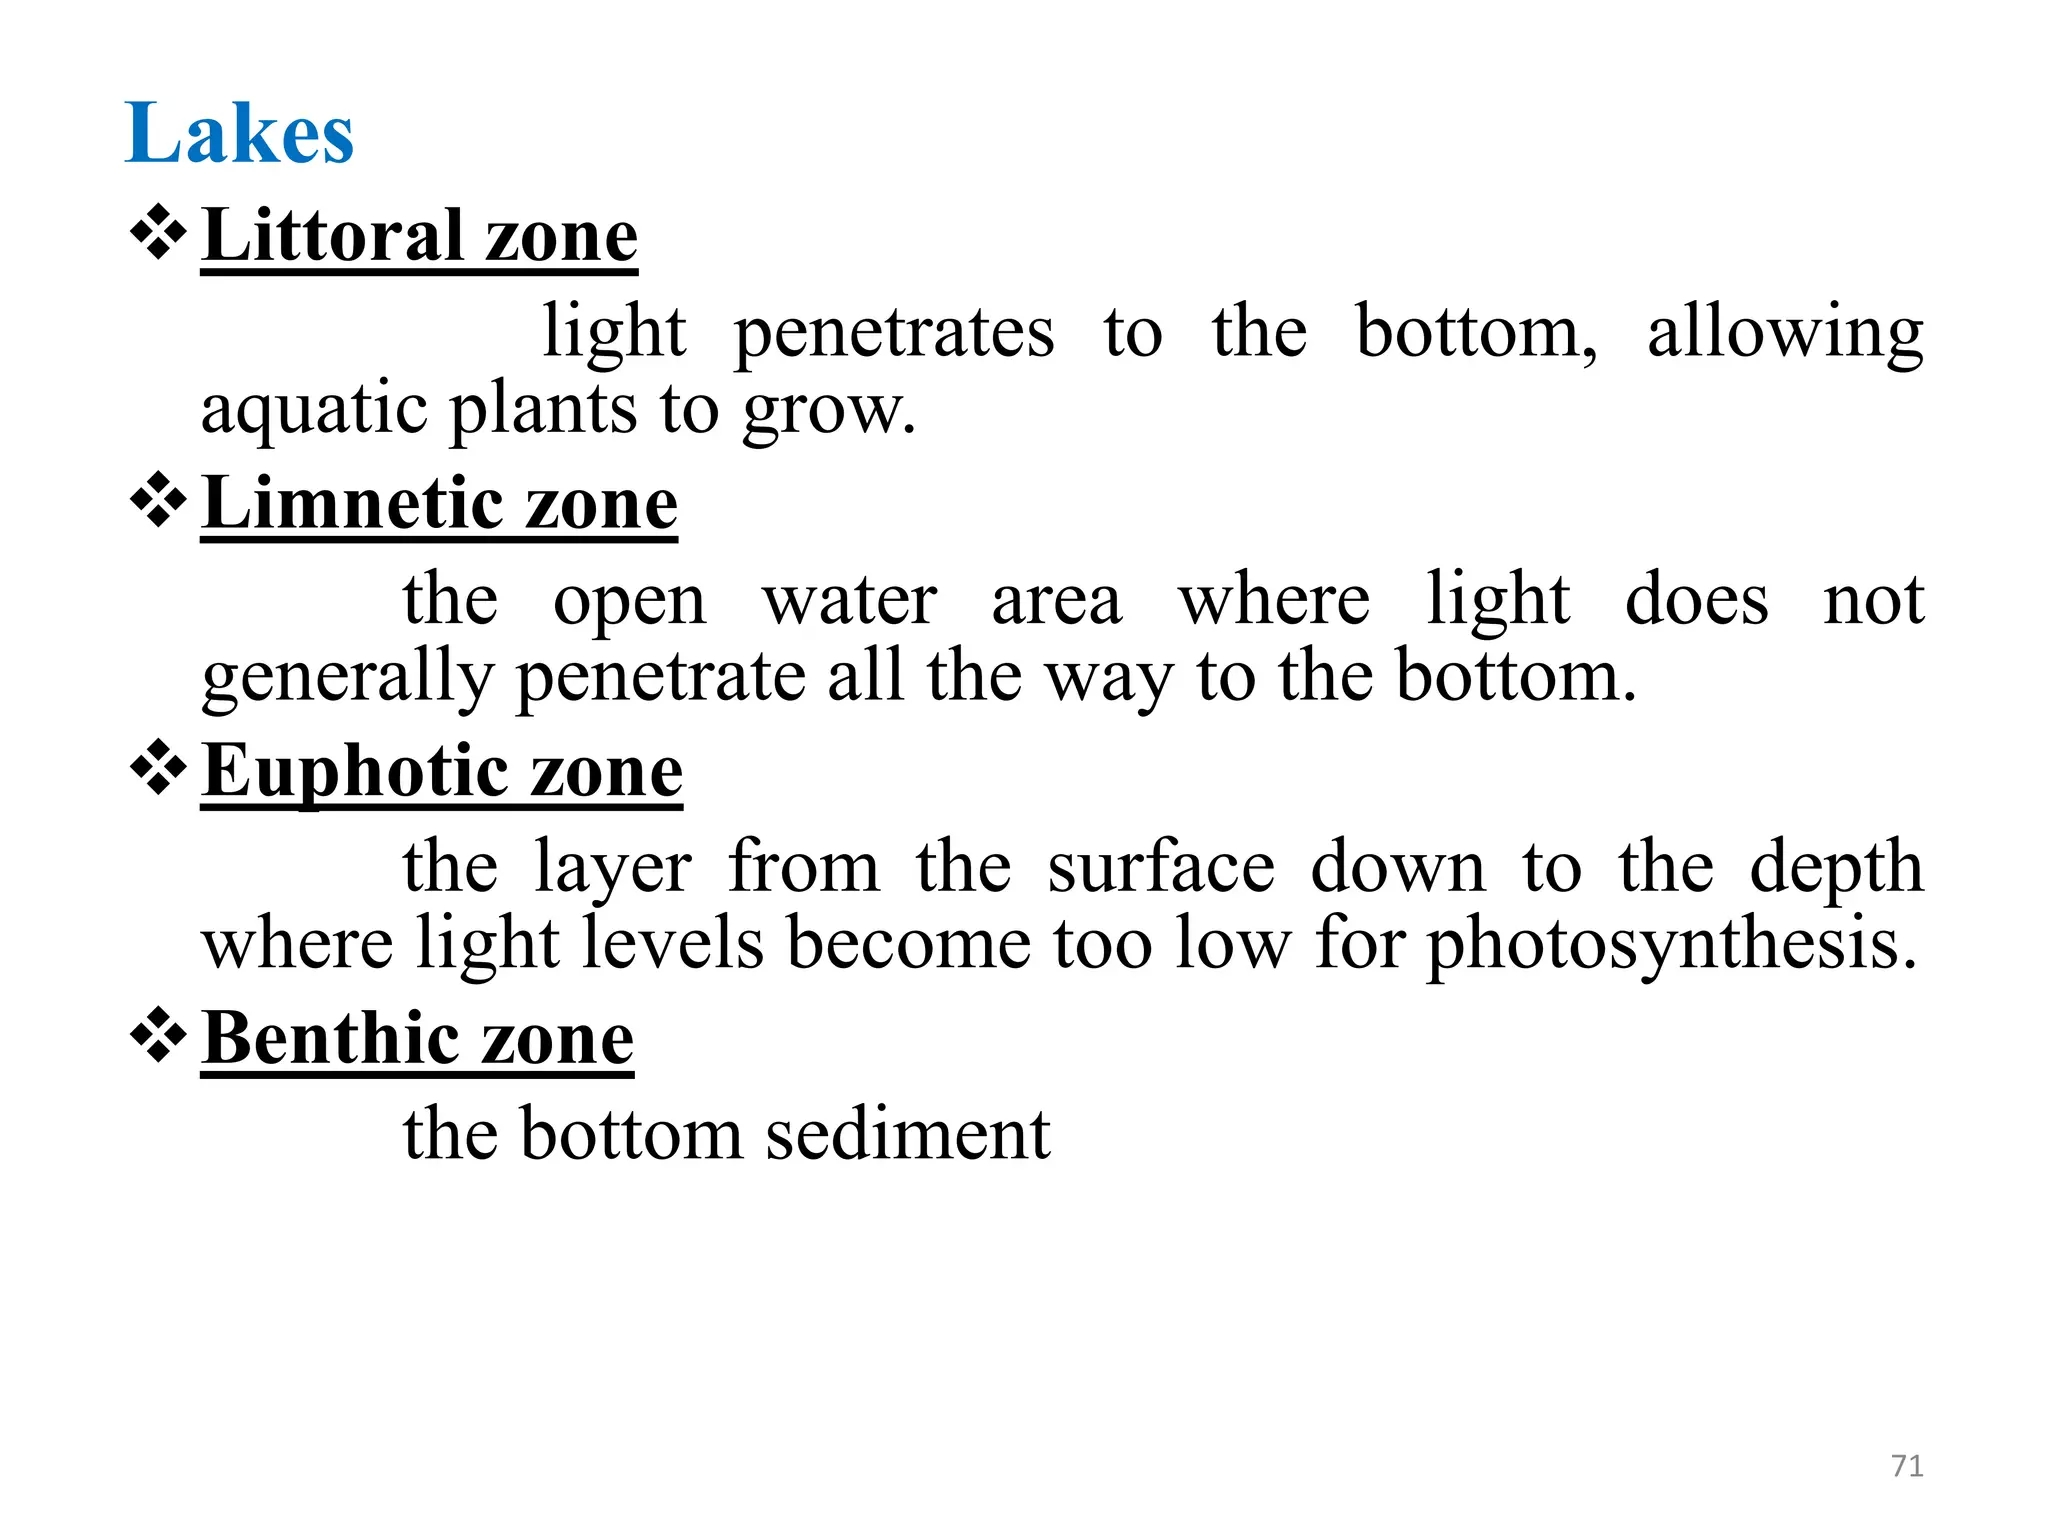 Lakes
❖Littoral zone
light penetrates to the bottom, allowing
aquatic plants to grow.
❖Limnetic zone
the open water area where light does not
generally penetrate all the way to the bottom.
❖Euphotic zone
the layer from the surface down to the depth
where light levels become too low for photosynthesis.
❖Benthic zone
the bottom sediment
71